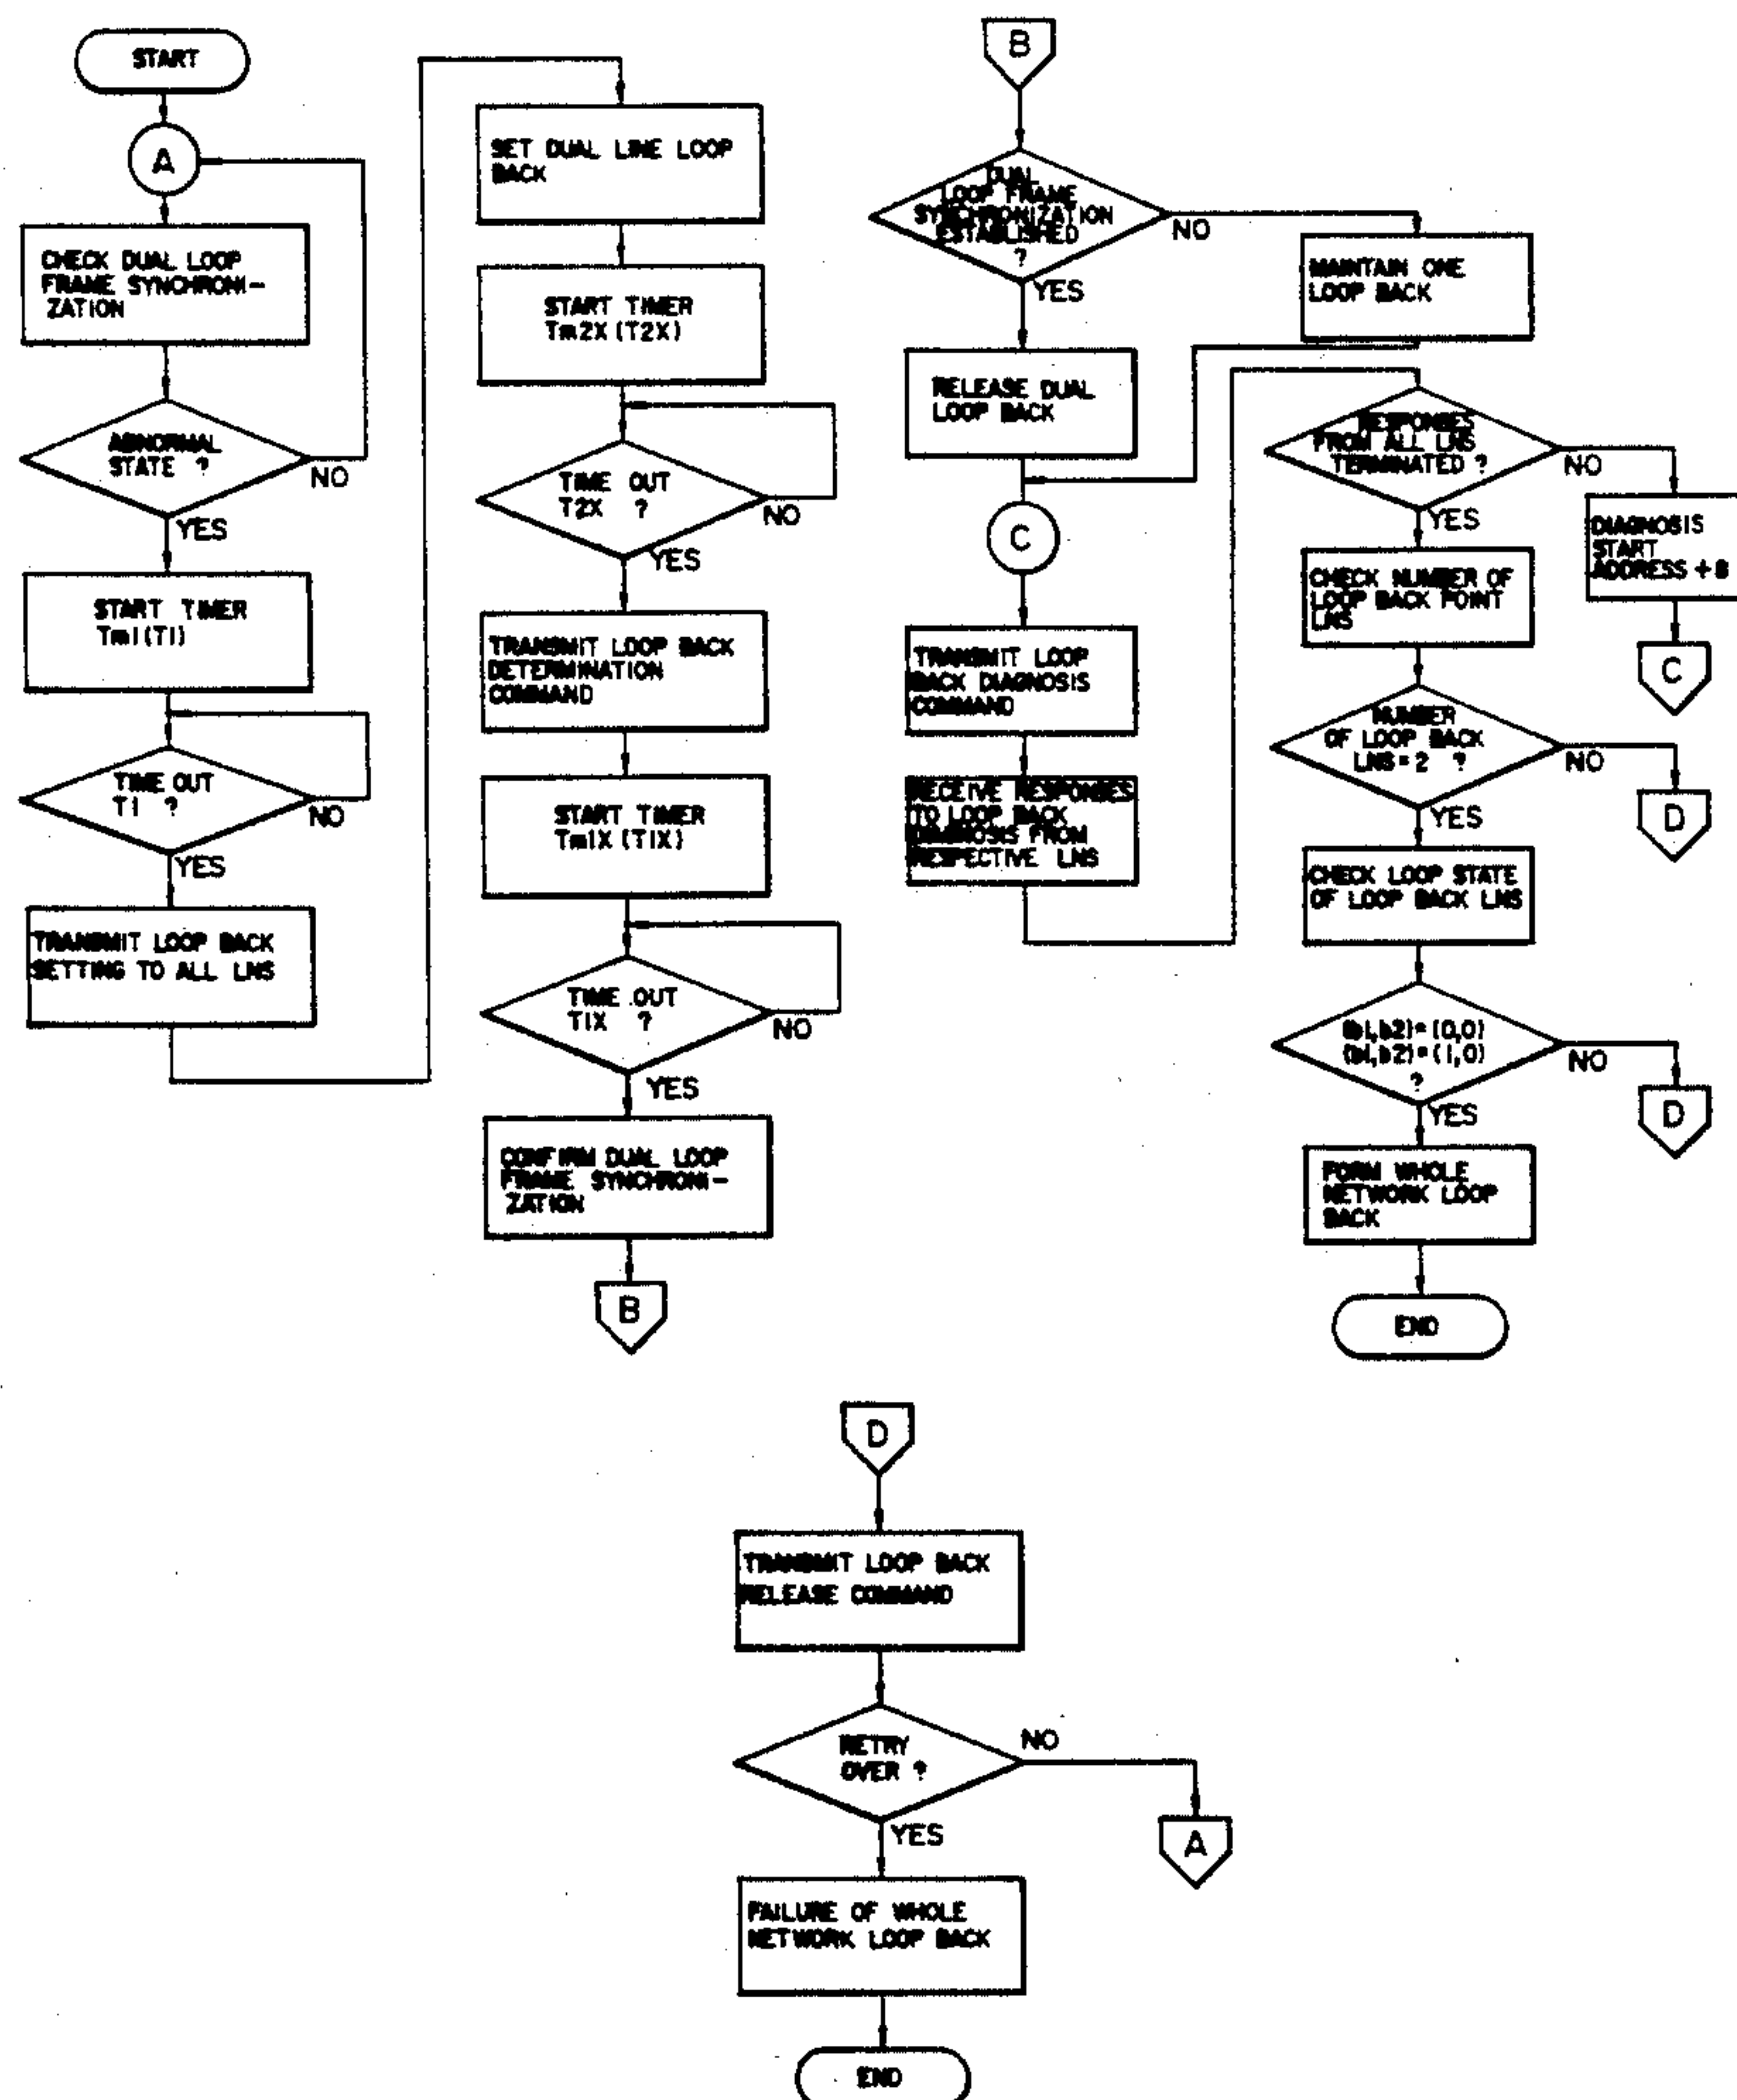 START
A
CHECK DUAL LOOP
FRAME SYNCHRONI-
ZATION
ABNORMAL
STATE ?
NO
YES
START TIMER
Tm1(T1)
TIME OUT
T1 ?
NO
YES
TRANSMIT LOOP BACK
SETTING TO ALL LNS
SET DUAL LINE LOOP
BACK
START TIMER
Tm2X (T2X)
TIME OUT
T2X ?
NO
YES
TRANSMIT LOOP BACK
DETERMINATION
COMMAND
START TIMER
Tm1X (T1X)
TIME OUT
T1X ?
NO
YES
CONFIRM DUAL LOOP
FRAME SYNCHRONI-
ZATION
B
B
DUAL
LOOP FRAME
SYNCHRONIZATION
ESTABLISHED
?
NO
YES
MAINTAIN ONE
LOOP BACK
RELEASE DUAL
LOOP BACK
C
TRANSMIT LOOP
BACK DIAGNOSIS
COMMAND
RECEIVE RESPONSES
TO LOOP BACK
DIAGNOSIS FROM
RESPECTIVE LNS
RESPONSES
FROM ALL LNS
TERMINATED ?
NO
YES
DIAGNOSIS
START
ADDRESS + 8
C
CHECK NUMBER OF
LOOP BACK POINT
LNS
NUMBER
OF LOOP BACK
LNS = 2 ?
NO
YES
D
CHECK LOOP STATE
OF LOOP BACK LNS
(b1,b2) = (0,0)
(b1,b2) = (1,0)
?
NO
YES
D
FORM WHOLE
NETWORK LOOP
BACK
END
D
TRANSMIT LOOP BACK
RELEASE COMMAND
RETRY
OVER ?
NO
YES
A
FAILURE OF WHOLE
NETWORK LOOP BACK
END